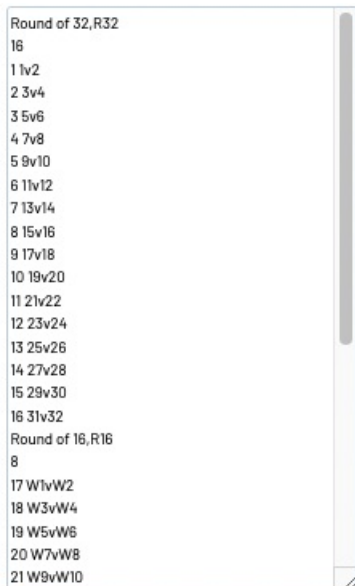 Round of 32,R32
16
1 1v2
2 3v4
3 5v6
4 7v8
5 9v10
6 11v12
7 13v14
8 15v16
9 17v18
10 19v20
11 21v22
12 23v24
13 25v26
14 27v28
15 29v30
16 31v32
Round of 16,R16
8
17 W1vW2
18 W3vW4
19 W5vW6
20 W7vW8
21 W9vW10